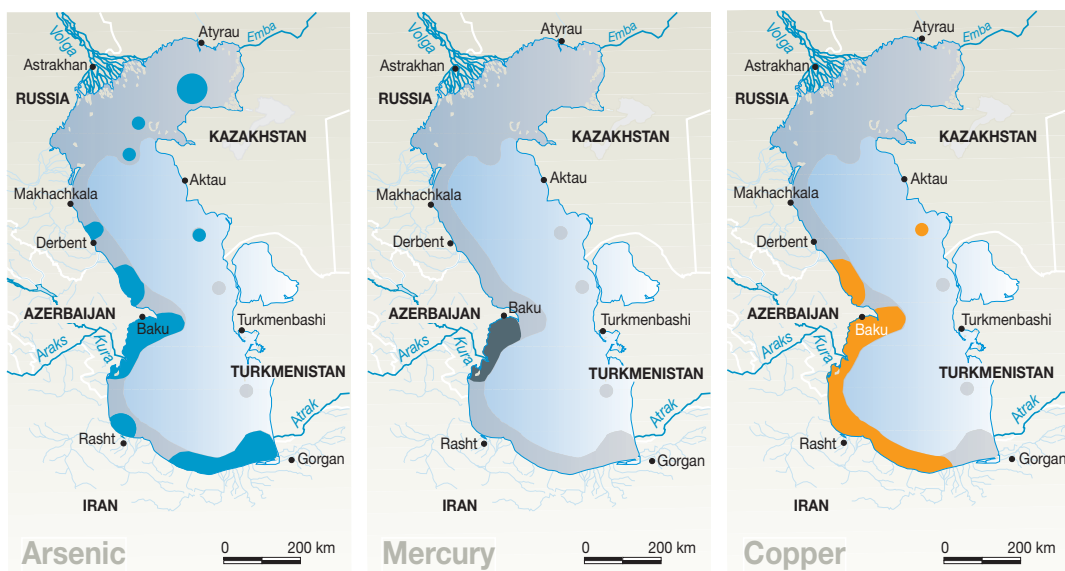 Atyrau
Emba
Volga
Astrakhan
RUSSIA
KAZAKHSTAN
Aktau
Makhachkala
Derbent
AZERBAIJAN
Baku
Turkmenbashi
Araks
Kura
TURKMENISTAN
Atrak
Rasht
Gorgan
IRAN
Arsenic
0 200 km
Atyrau
Emba
Volga
Astrakhan
RUSSIA
KAZAKHSTAN
Aktau
Makhachkala
Derbent
AZERBAIJAN
Baku
Turkmenbashi
Araks
Kura
TURKMENISTAN
Atrak
Rasht
Gorgan
IRAN
Mercury
0 200 km
Atyrau
Emba
Volga
Astrakhan
RUSSIA
KAZAKHSTAN
Aktau
Makhachkala
Derbent
AZERBAIJAN
Baku
Turkmenbashi
Araks
Kura
TURKMENISTAN
Atrak
Rasht
Gorgan
IRAN
Copper
0 200 km